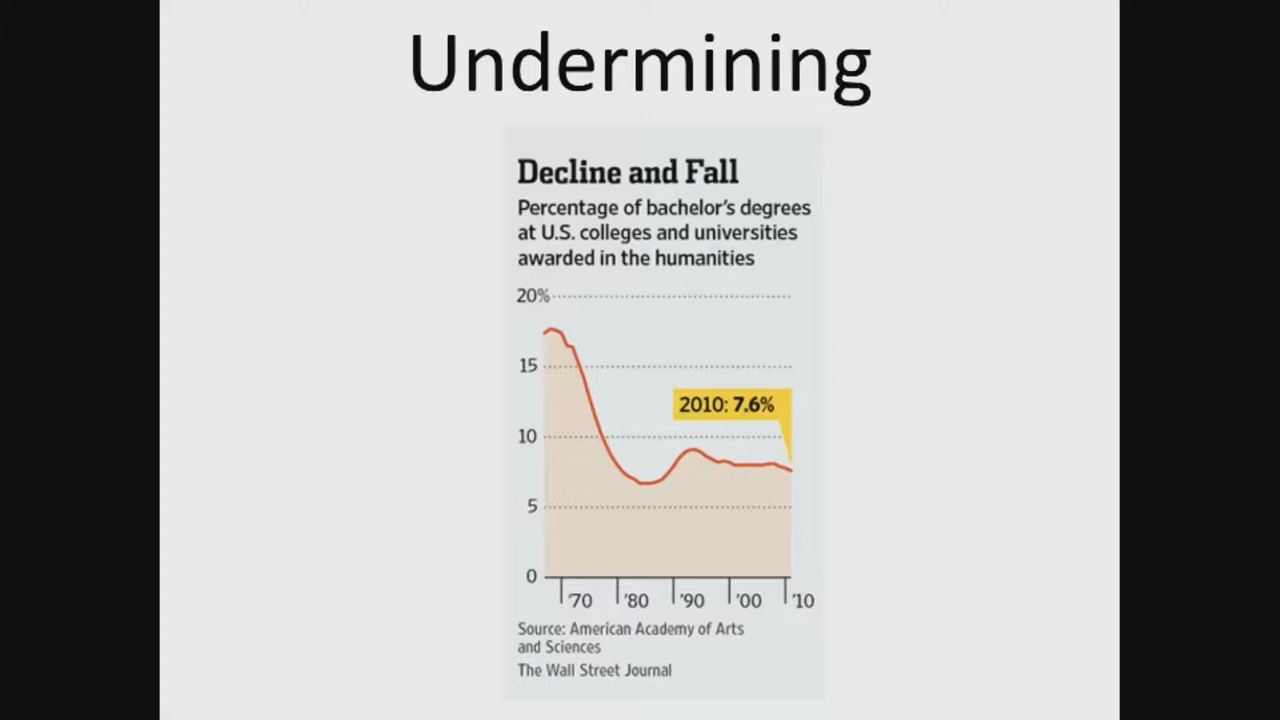 Undermining
Decline and Fall
Percentage of bachelor's degrees
at U.S. colleges and universities
awarded in the humanities
20%
15
2010: 7.6%
10
5
0
'70 '80 '90 '00 '10
Source: American Academy of Arts
and Sciences
The Wall Street Journal